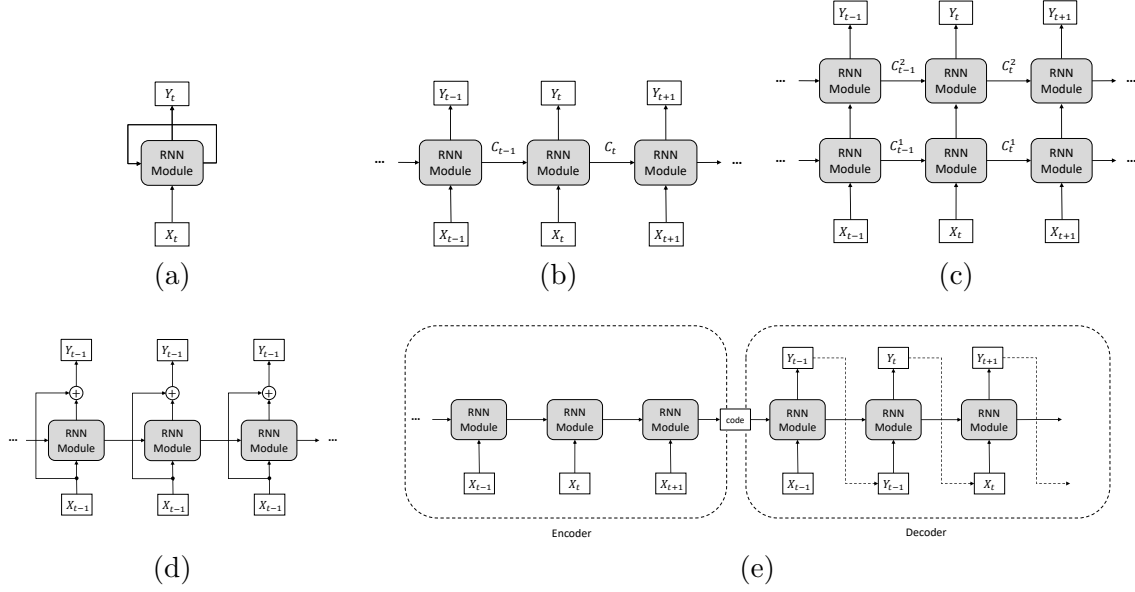 Y_t
RNN
Module
X_t
(a)
Y_{t-1} Y_t Y_{t+1}
... RNN Module C_{t-1} RNN Module C_t RNN Module ...
X_{t-1} X_t X_{t+1}
(b)
Y_{t-1} Y_t Y_{t+1}
... RNN Module C^2_{t-1} RNN Module C^2_t RNN Module ...
... RNN Module C^1_{t-1} RNN Module C^1_t RNN Module ...
X_{t-1} X_t X_{t+1}
(c)
Y_{t-1} Y_{t-1} Y_{t-1}
+ + +
... RNN Module RNN Module RNN Module ...
X_{t-1} X_{t-1} X_{t-1}
(d)
Y_{t-1} Y_t Y_{t+1}
... RNN Module RNN Module RNN Module code RNN Module RNN Module RNN Module
X_{t-1} X_t X_{t+1} X_{t-1} Y_{t-1} X_t
Encoder Decoder
(e)